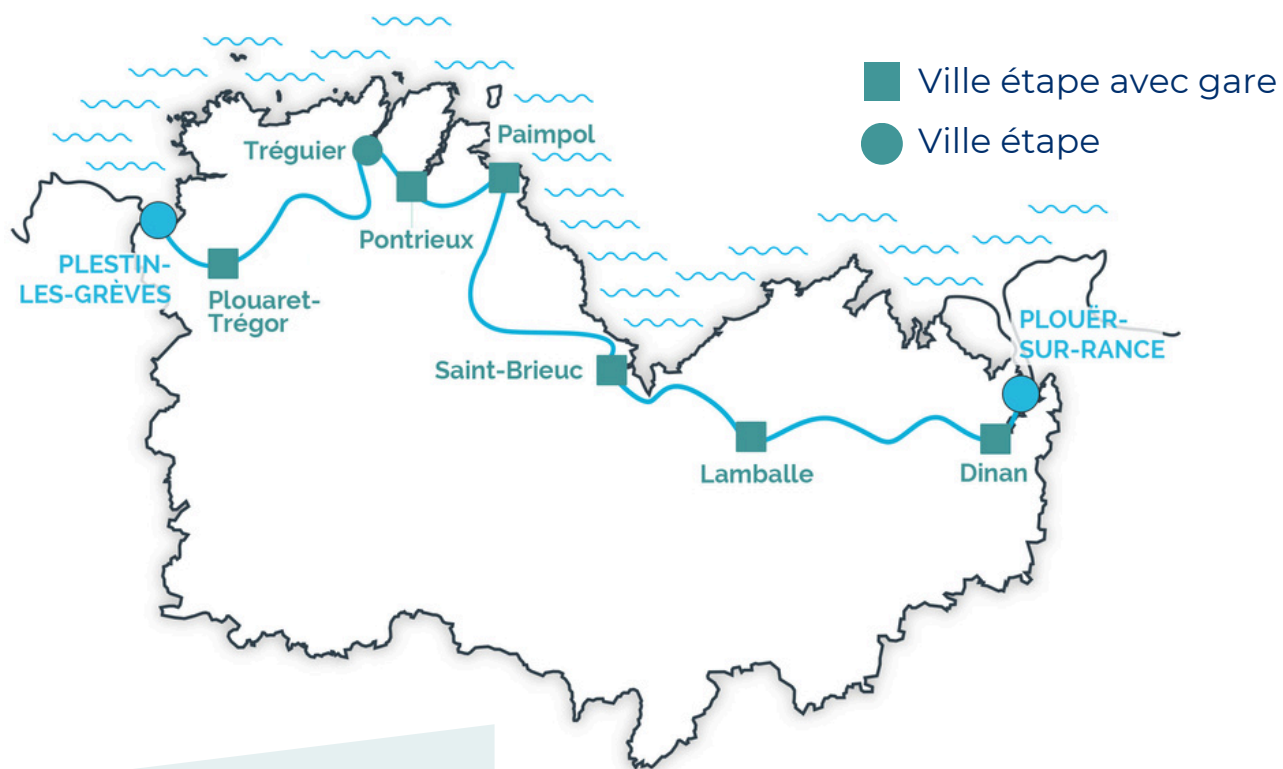 Ville étape avec gare
Ville étape
Paimpol
Tréguier
Pontrieux
PLESTIN-
LES-GRÈVES
Plouaret-
Trégor
Saint-Brieuc
PLOUËR-
SUR-RANCE
Lamballe
Dinan